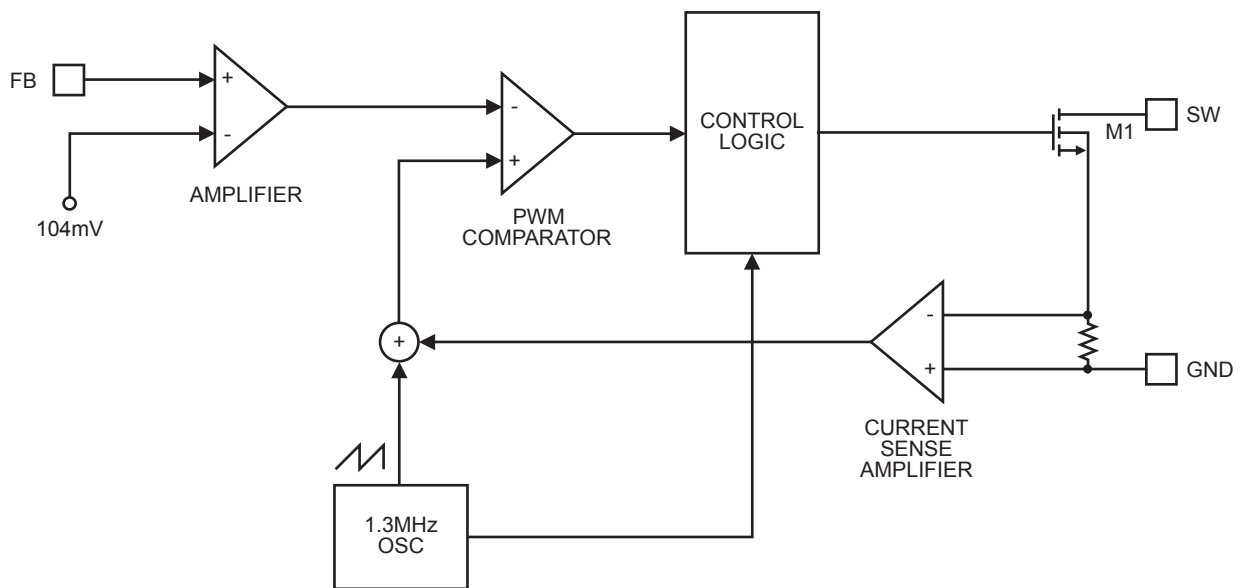 FB
+
-
104mV
AMPLIFIER
-
+
PWM
COMPARATOR
CONTROL
LOGIC
M1
SW
+
-
+
GND
CURRENT
SENSE
AMPLIFIER
1.3MHz
OSC